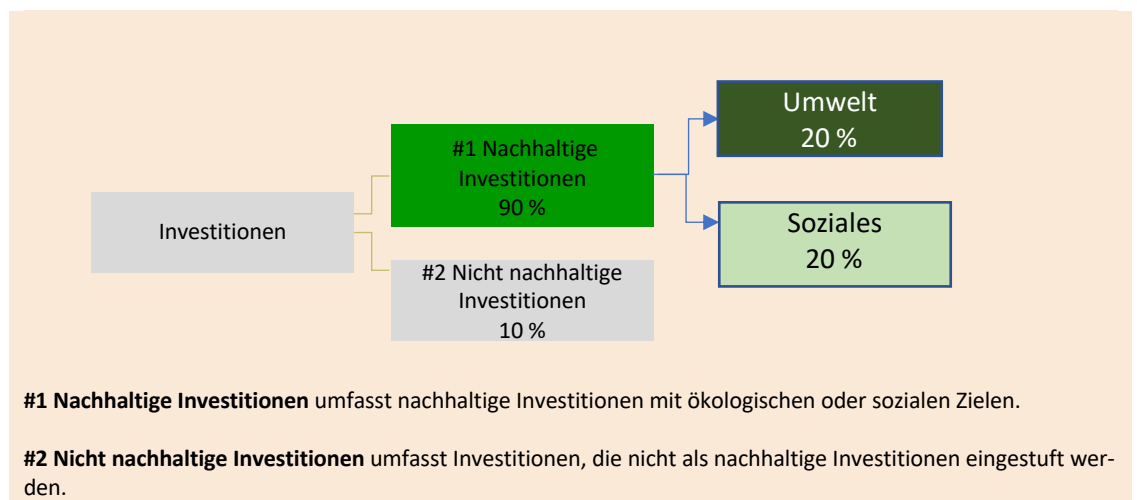 Umwelt
20 %
#1 Nachhaltige
Investitionen
90 %
Investitionen
Soziales
20 %
#2 Nicht nachhaltige
Investitionen
10 %
#1 Nachhaltige Investitionen umfasst nachhaltige Investitionen mit ökologischen oder sozialen Zielen.
#2 Nicht nachhaltige Investitionen umfasst Investitionen, die nicht als nachhaltige Investitionen eingestuft wer-
den.